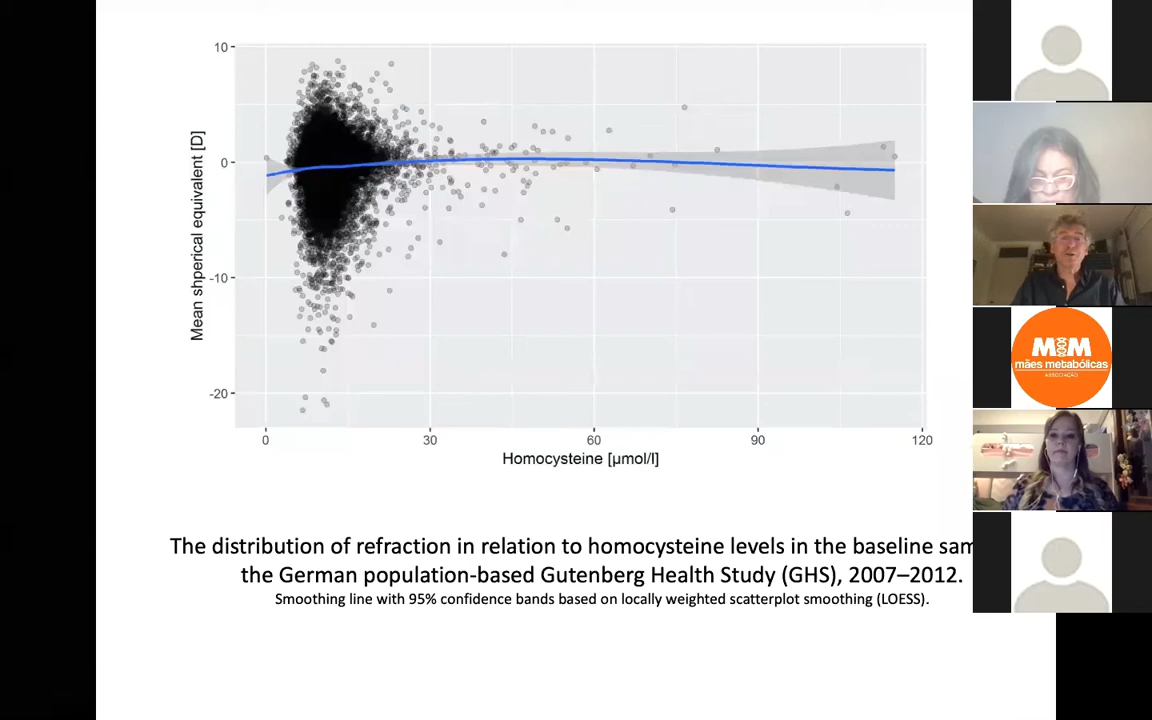 10
0
-10
-20
Mean shperical equivalent [D]
0
30
60
90
120
Homocysteine [µmol/l]
The distribution of refraction in relation to homocysteine levels in the baseline
the German population-based Gutenberg Health Study (GHS), 2007–2012.
Smoothing line with 95% confidence bands based on locally weighted scatterplot smoothing (LOESS).
MM
mães metabólicas
ASSOCIAÇÃO